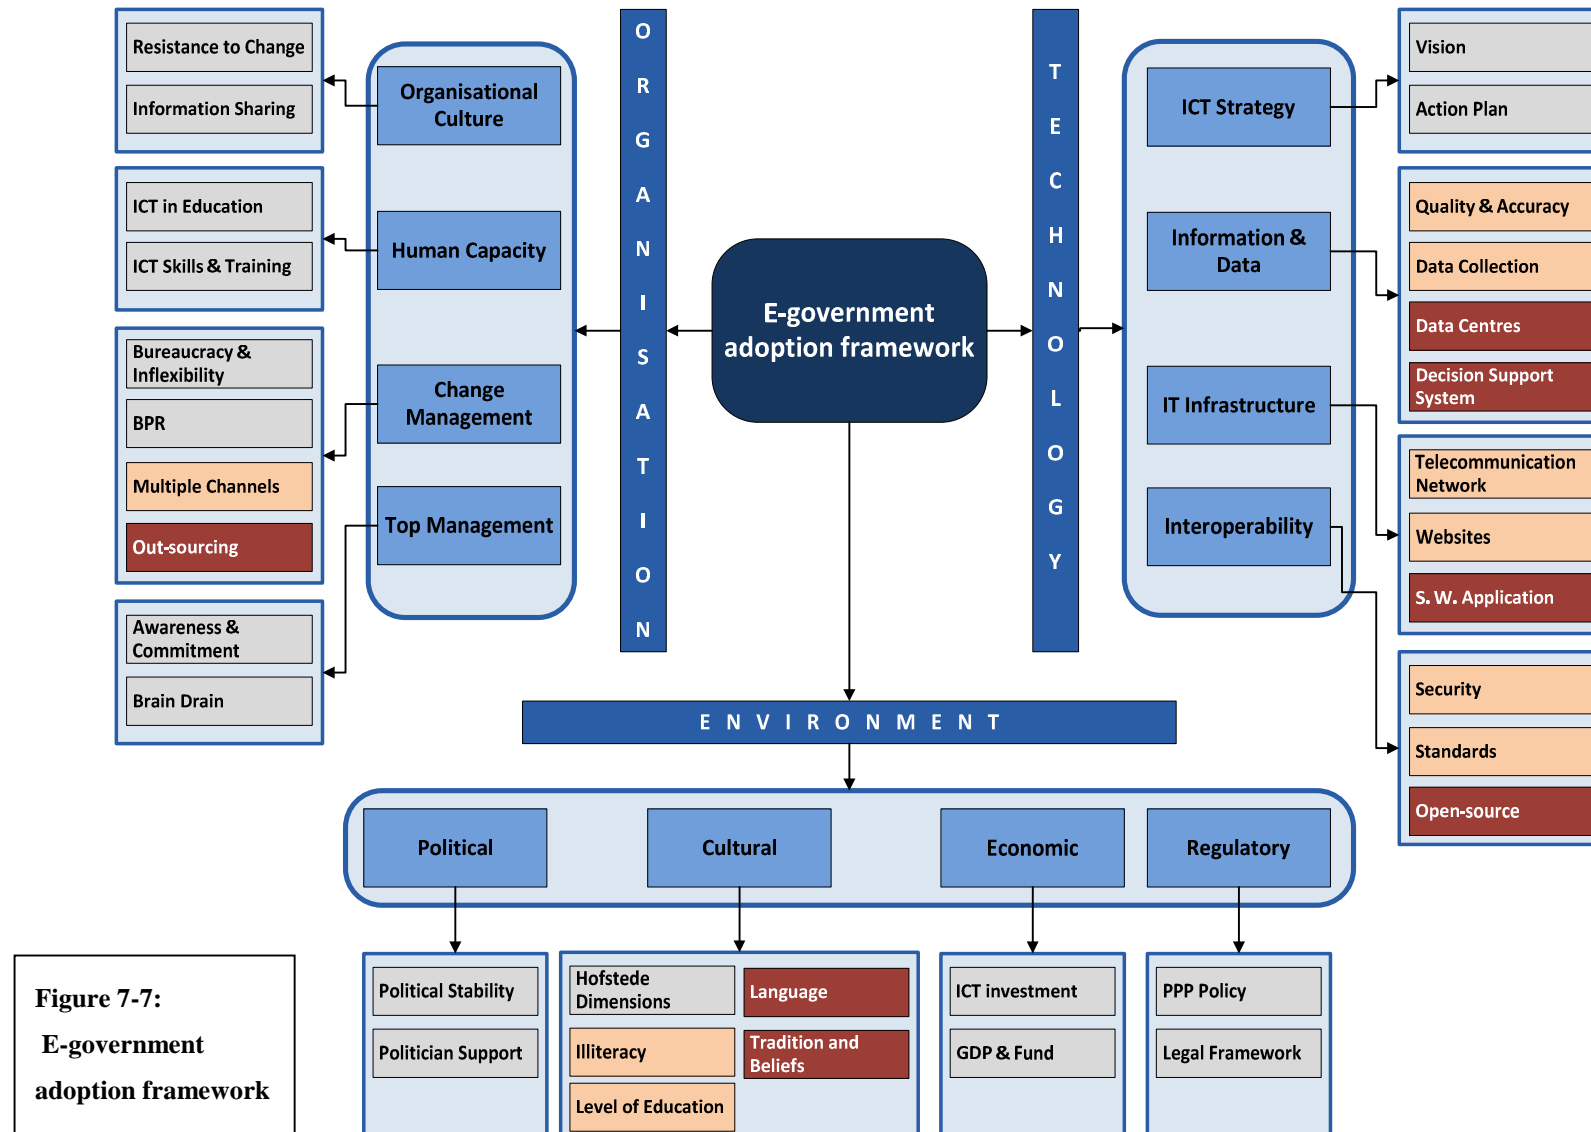 Resistance to Change
Information Sharing
ICT in Education
ICT Skills & Training
Bureaucracy &
Inflexibility
BPR
Multiple Channels
Out-sourcing
Awareness &
Commitment
Brain Drain
Organisational
Culture
Human Capacity
Change
Management
Top Management
ORGANISATION
E-government
adoption framework
TECHNOLOGY
ICT Strategy
Information &
Data
IT Infrastructure
Interoperability
Vision
Action Plan
Quality & Accuracy
Data Collection
Data Centres
Decision Support
System
Telecommunication
Network
Websites
S. W. Application
Security
Standards
Open-source
ENVIRONMENT
Political
Cultural
Economic
Regulatory
Political Stability
Politician Support
Hofstede
Dimensions
Illiteracy
Level of Education
Language
Tradition and
Beliefs
ICT investment
GDP & Fund
PPP Policy
Legal Framework
Figure 7-7:
E-government
adoption framework